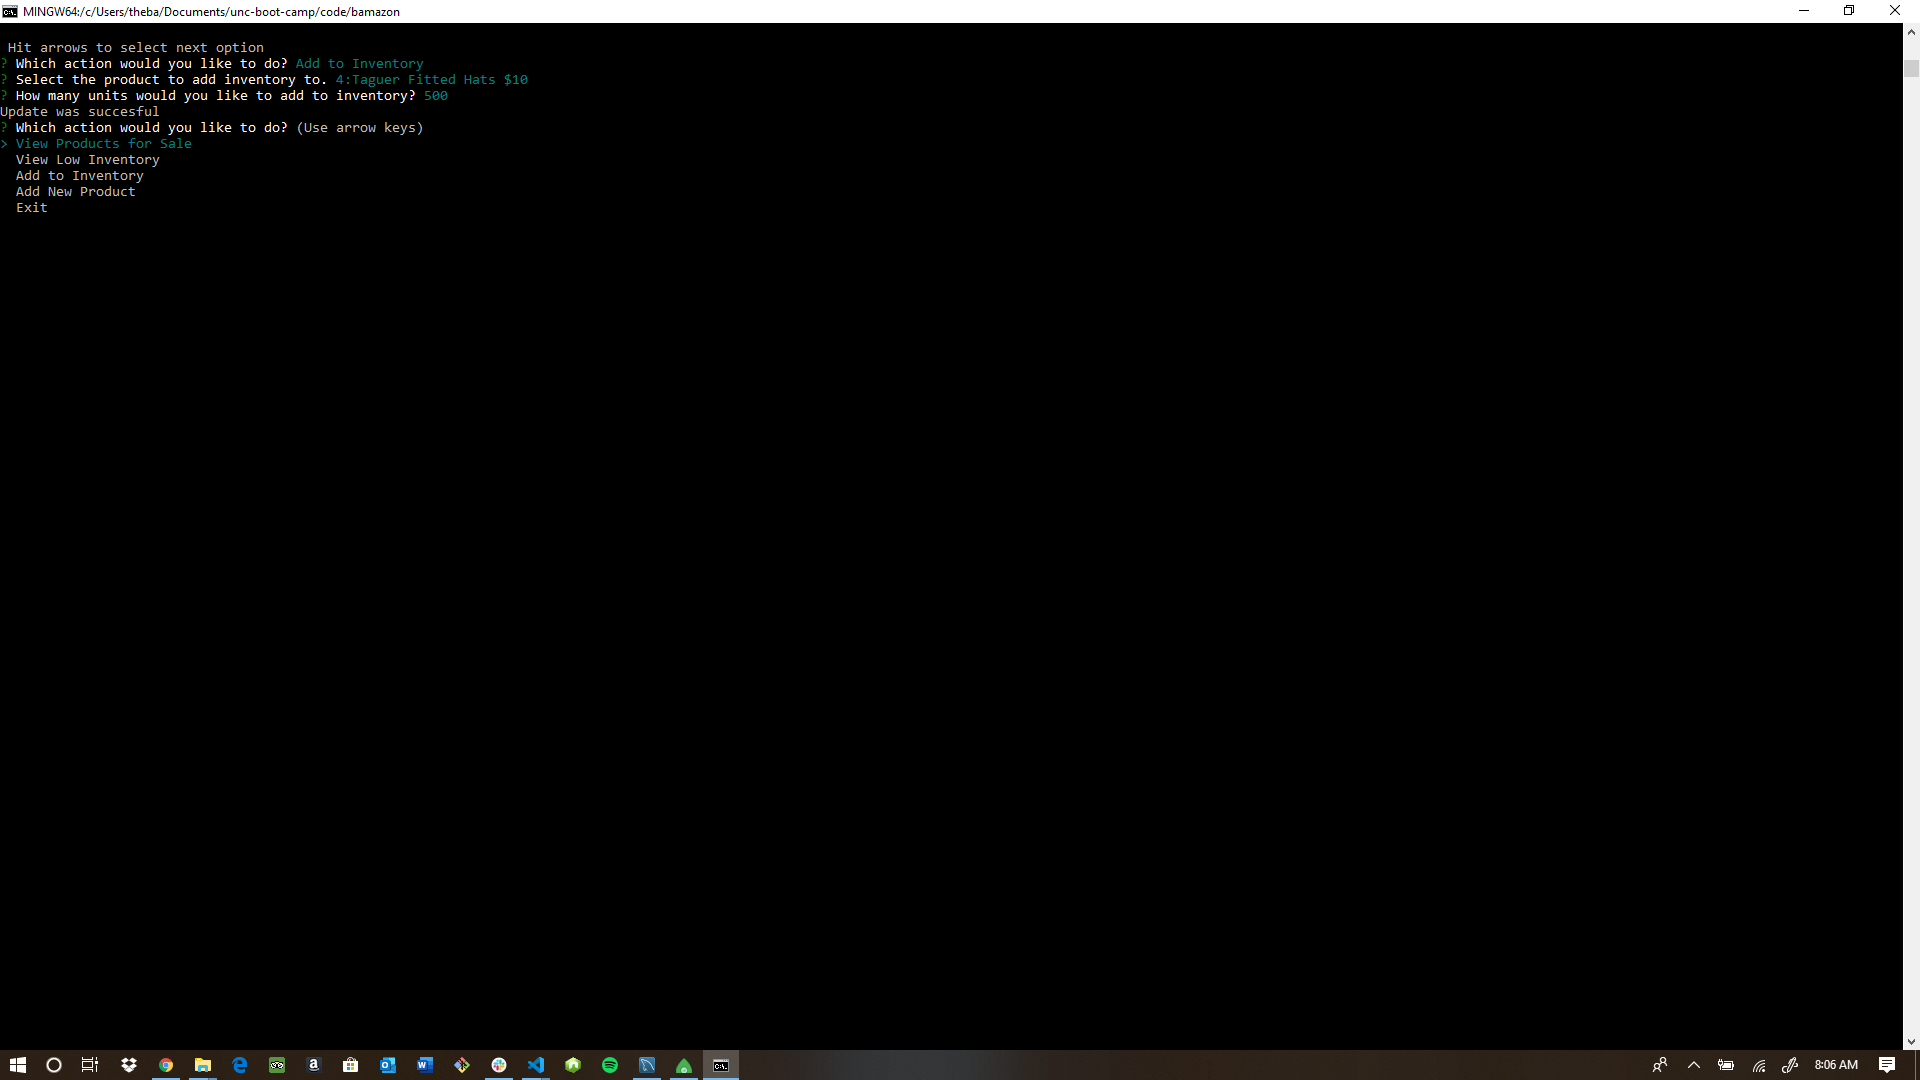 MINGW64:/c/Users/theba/Documents/unc-boot-camp/code/bamazon
Hit arrows to select next option
? Which action would you like to do? Add to Inventory
? Select the product to add inventory to. 4:Taguer Fitted Hats $10
? How many units would you like to add to inventory? 500
Update was succesful
? Which action would you like to do? (Use arrow keys)
> View Products for Sale
View Low Inventory
Add to Inventory
Add New Product
Exit
8:06 AM